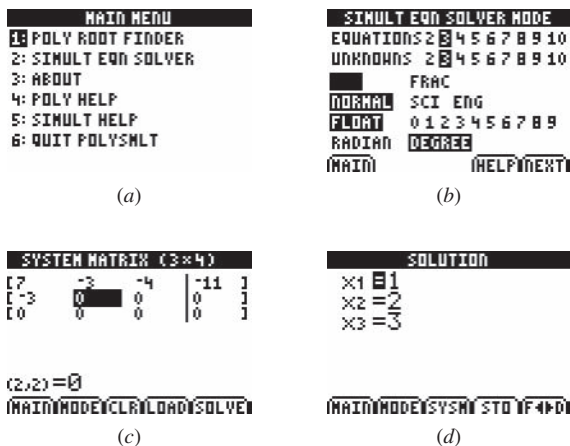 MAIN MENU
1: POLY ROOT FINDER
2: SIMULT EQN SOLVER
3: ABOUT
4: POLY HELP
5: SIMULT HELP
6: QUIT POLYSMLT
(a)
SIMULT EQN SOLVER MODE
EQUATIONS 2 3 4 5 6 7 8 9 10
UNKNOWNS 2 3 4 5 6 7 8 9 10
FRAC
NORMAL SCI ENG
FLOAT 0 1 2 3 4 5 6 7 8 9
RADIAN DEGREE
MAIN HELP NEXT
(b)
SYSTEM MATRIX (3×4)
[7 -3 -4 |-11 ]
[-3 0 0 |0 ]
[0 0 0 |0 ]
(2,2)=0
MAIN MODE CLR LOAD SOLVE
(c)
SOLUTION
X1 =1
X2 =2
X3 =3
MAIN MODE SYSM STO F◄►D
(d)